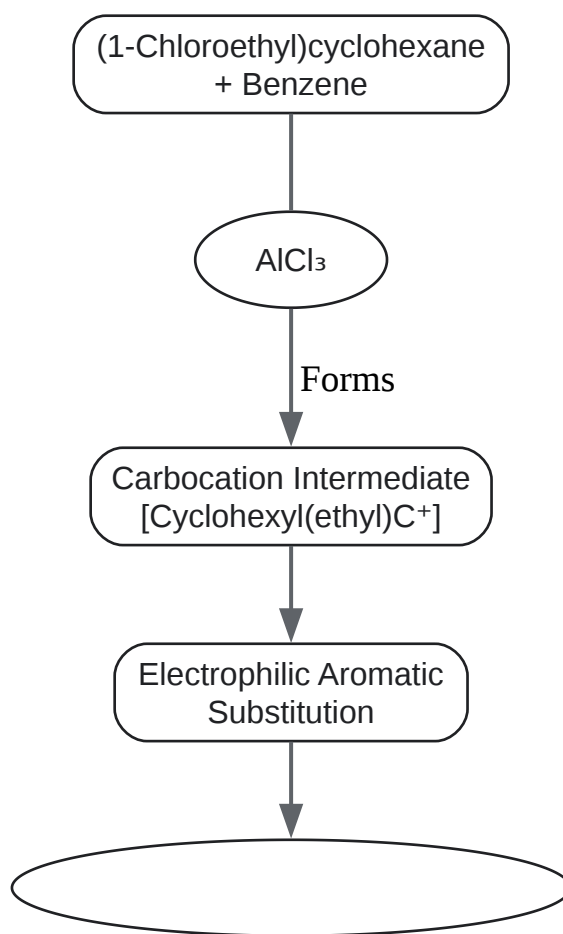 (1-Chloroethyl)cyclohexane
+ Benzene
AlCl₃
Forms
Carbocation Intermediate
[Cyclohexyl(ethyl)C⁺]
Electrophilic Aromatic
Substitution